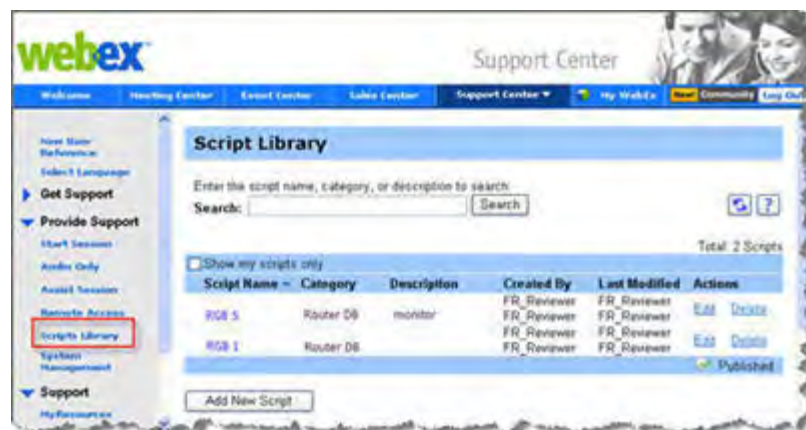 webex
Support Center
Welcome Meeting Center Event Center Sales Center Support Center My WebEx New! Community Log Out
New User
Reference
Select Language
Get Support
Provide Support
Start Session
Audio Only
Assist Session
Remote Access
Scripts Library
System
Management
Support
MyResources
Script Library
Enter the script name, category, or description to search:
Search: Search
?
Total: 2 Scripts
Show my scripts only
Script Name Category Description Created By Last Modified Actions
RGB 5 Router DB monitor FR_Reviewer FR_Reviewer FR_Reviewer FR_Reviewer Edit Delete
RGB 1 Router DB FR_Reviewer FR_Reviewer Edit Delete
Published
Add New Script